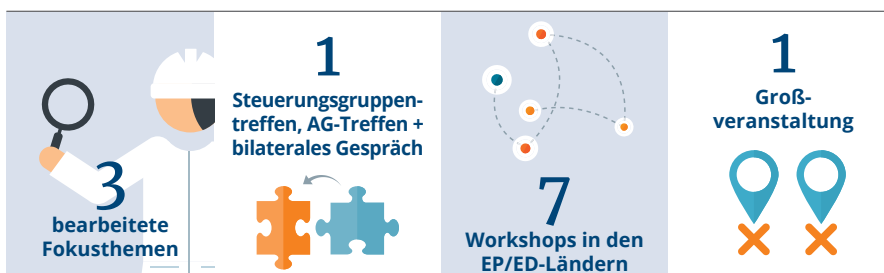 3
bearbeitete
Fokusthemen
1
Steuerungsgruppen-
treffen, AG-Treffen +
bilaterales Gespräch
7
Workshops in den
EP/ED-Ländern
1
Groß-
veranstaltung